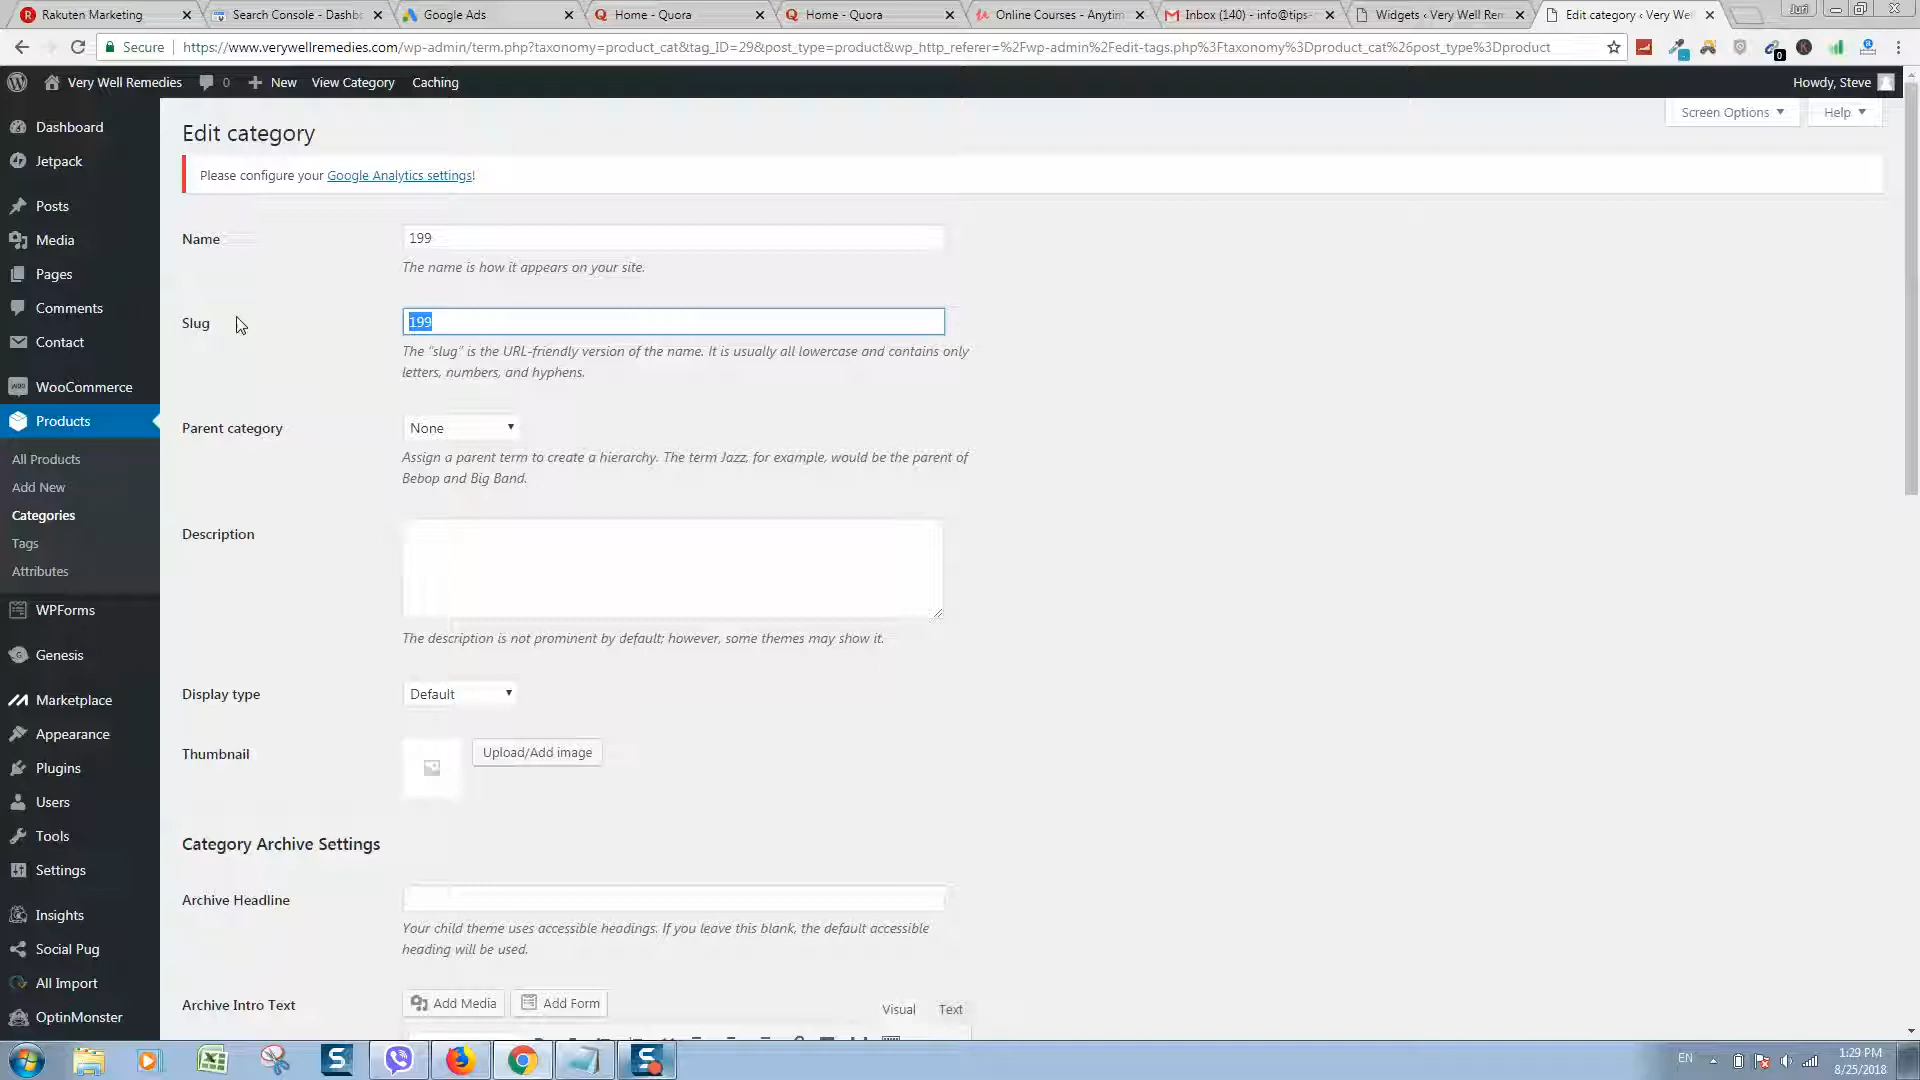 Rakuten Marketing
Search Console - Dashb
Google Ads
Home - Quora
Home - Quora
Online Courses - Anytim
Inbox (140) - info@tips-
Widgets ‹ Very Well Rem
Edit category ‹ Very We
Juri
Secure
https://www.verywellremedies.com/wp-admin/term.php?taxonomy=product_cat&tag_ID=29&post_type=product&wp_http_referer=%2Fwp-admin%2Fedit-tags.php%3Ftaxonomy%3Dproduct_cat%26post_type%3Dproduct
0
Very Well Remedies
0
New
View Category
Caching
Howdy, Steve
Dashboard
Jetpack
Posts
Media
Pages
Comments
Contact
WooCommerce
Products
All Products
Add New
Categories
Tags
Attributes
WPForms
Genesis
Marketplace
Appearance
Plugins
Users
Tools
Settings
Insights
Social Pug
All Import
OptinMonster
Screen Options
Help
Edit category
Please configure your Google Analytics settings!
Name
199
The name is how it appears on your site.
Slug
199
The “slug” is the URL-friendly version of the name. It is usually all lowercase and contains only
letters, numbers, and hyphens.
Parent category
None
Assign a parent term to create a hierarchy. The term Jazz, for example, would be the parent of
Bebop and Big Band.
Description
The description is not prominent by default; however, some themes may show it.
Display type
Default
Thumbnail
Upload/Add image
Category Archive Settings
Archive Headline
Your child theme uses accessible headings. If you leave this blank, the default accessible
heading will be used.
Archive Intro Text
Add Media
Add Form
Visual
Text
EN
1:29 PM
8/25/2018